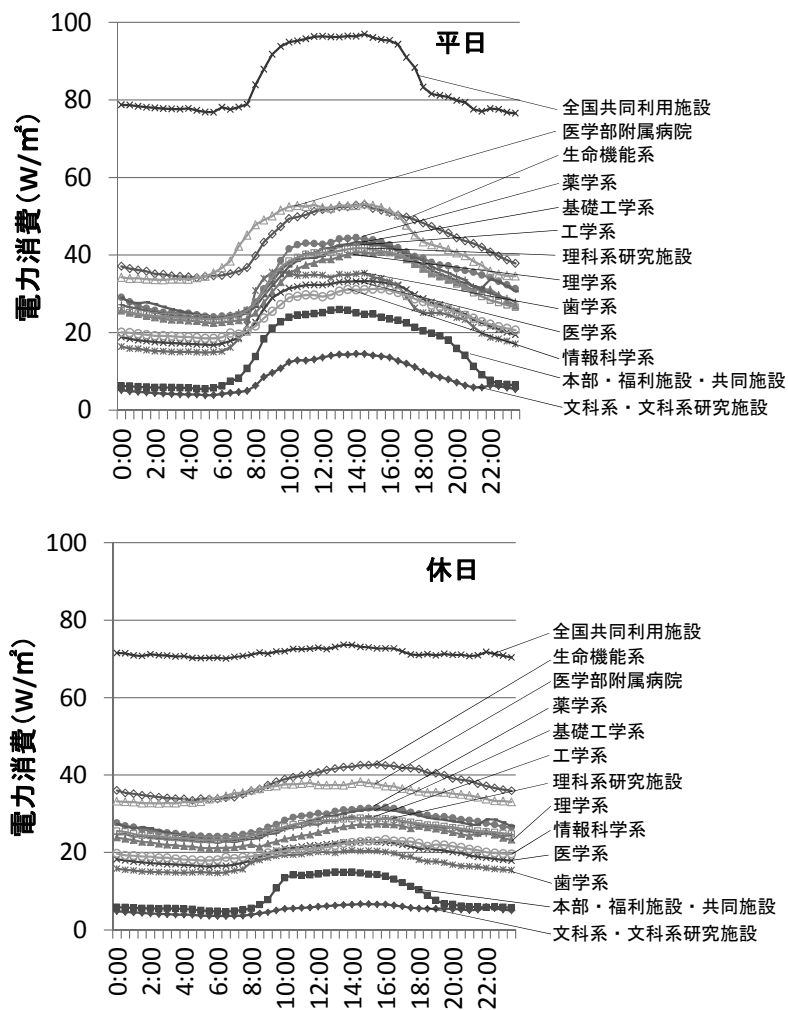 平日
電力消費(W/㎡)
100
80
60
40
20
0
全国共同利用施設
医学部附属病院
生命機能系
薬学系
基礎工学系
工学系
理科系研究施設
理学系
歯学系
医学系
情報科学系
本部・福利施設・共同施設
文科系・文科系研究施設
0:00
2:00
4:00
6:00
8:00
10:00
12:00
14:00
16:00
18:00
20:00
22:00
休日
電力消費(W/㎡)
100
80
60
40
20
0
全国共同利用施設
生命機能系
医学部附属病院
薬学系
基礎工学系
工学系
理科系研究施設
理学系
情報科学系
医学系
歯学系
本部・福利施設・共同施設
文科系・文科系研究施設
0:00
2:00
4:00
6:00
8:00
10:00
12:00
14:00
16:00
18:00
20:00
22:00